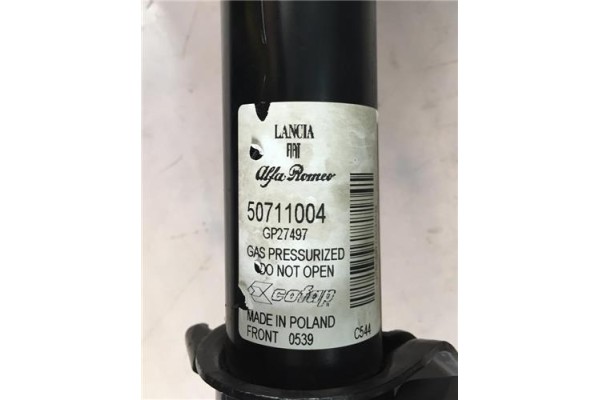 LANCIA
FIAT
Alfa Romeo
50711004
GP27497
GAS PRESSURIZED
DO NOT OPEN
cofap
MADE IN POLAND
FRONT 0539
C544